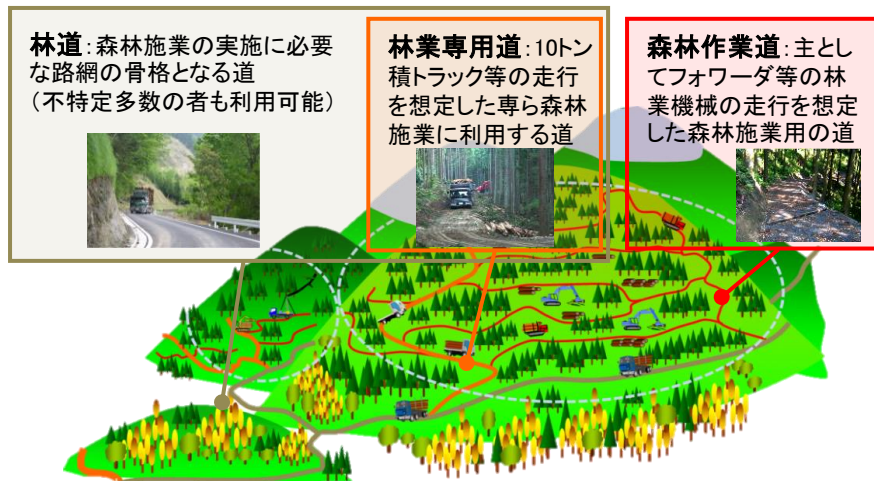 林道：森林施業の実施に必要
な路網の骨格となる道
（不特定多数の者も利用可能）
林業専用道：10トン
積トラック等の走行
を想定した専ら森林
施業に利用する道
森林作業道：主とし
てフォワーダ等の林
業機械の走行を想定
した森林施業用の道